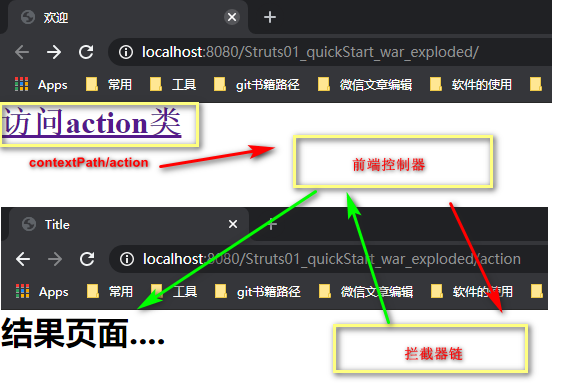 欢迎
localhost:8080/Struts01_quickStart_war_exploded/
Apps 常用 工具 git书籍路径 微信文章编辑 软件的使用
访问action类
contextPath/action
前端控制器
Title
localhost:8080/Struts01_quickStart_war_exploded/action
Apps 常用 工具 git书籍路径 微信文章编辑 软件的使用
结果页面....
拦截器链